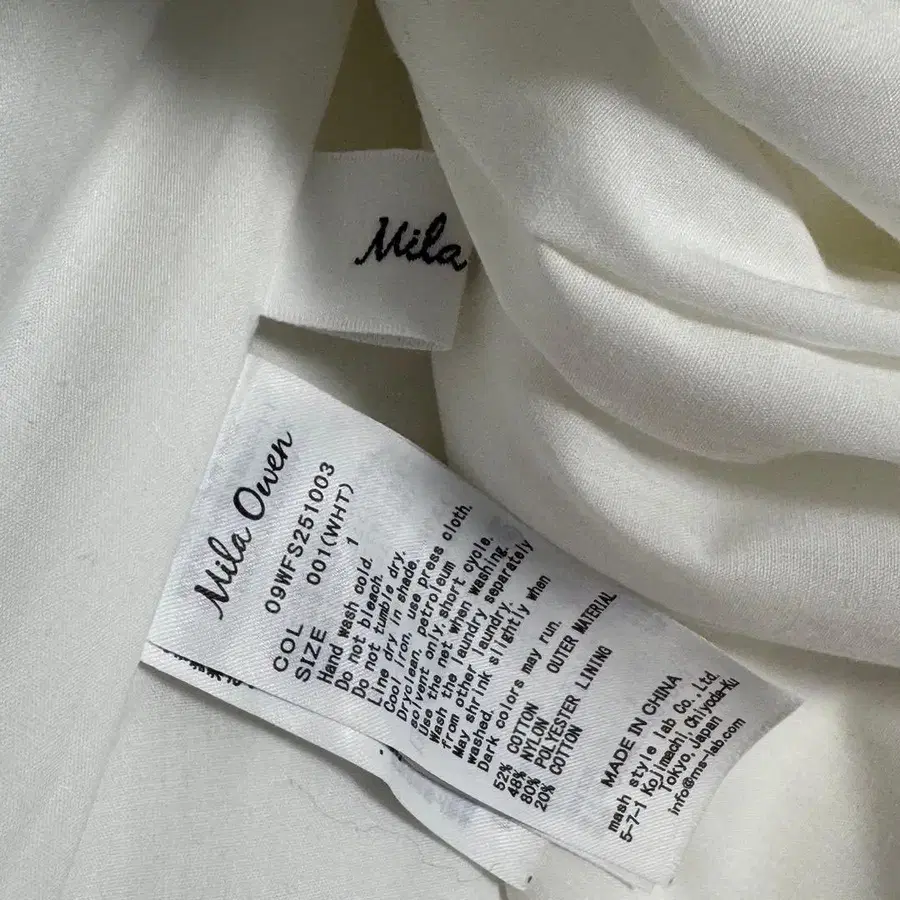 Mila
Mila Owen
09WFS251003
COL 001(WHT)
SIZE 1
Hand wash cold.
Do not bleach.
Do not tumble dry.
Line dry in shade.
Cool iron, use press cloth.
Dryclean, petroleum
solvent only, short cycle.
Use the net when washing.
Wash the laundry separately
from other laundry.
May shrink slightly when
washed.
Dark colors may run.
52% COTTON OUTER MATERIAL
48% NYLON
80% POLYESTER LINING
20% COTTON
MADE IN CHINA
mash style lab Co., Ltd.
5-7-1 Kojimachi, Chiyoda-Ku
Tokyo, Japan
info@ms-lab.com